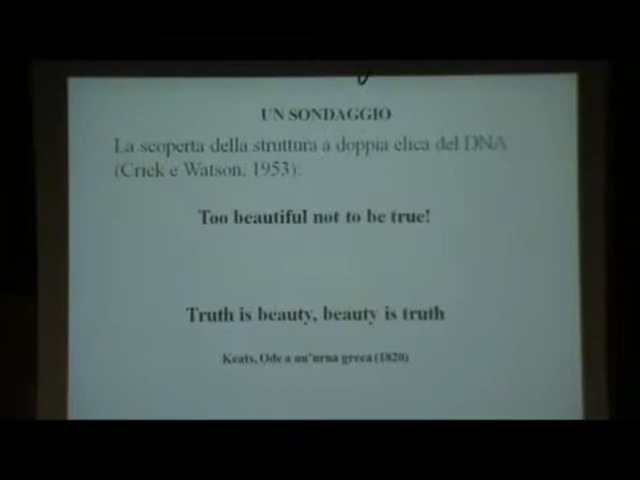 UN SONDAGGIO
La scoperta della struttura a doppia elica del DNA
(Crick e Watson, 1953):
Too beautiful not to be true!
Truth is beauty, beauty is truth
Keats, Ode a un'urna greca (1820)